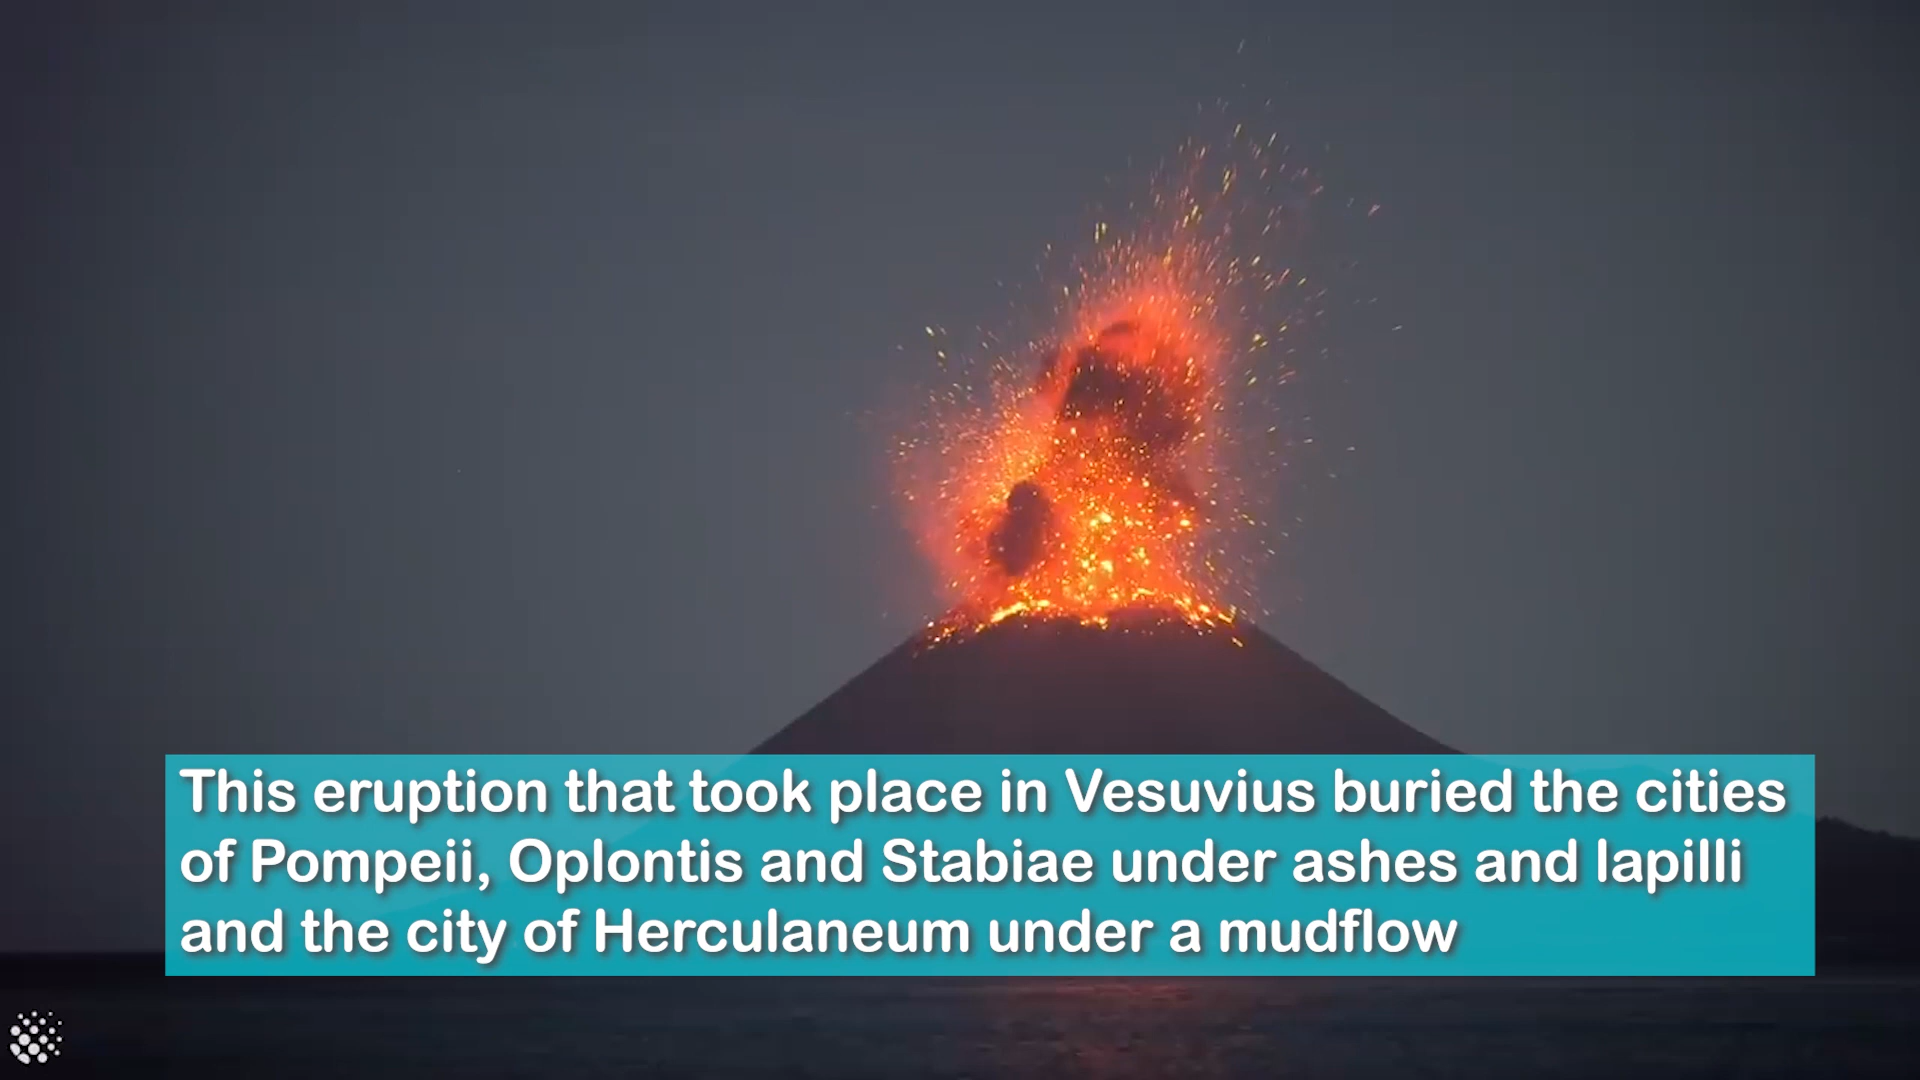 This eruption that took place in Vesuvius buried the cities
of Pompeii, Oplontis and Stabiae under ashes and lapilli
and the city of Herculaneum under a mudflow